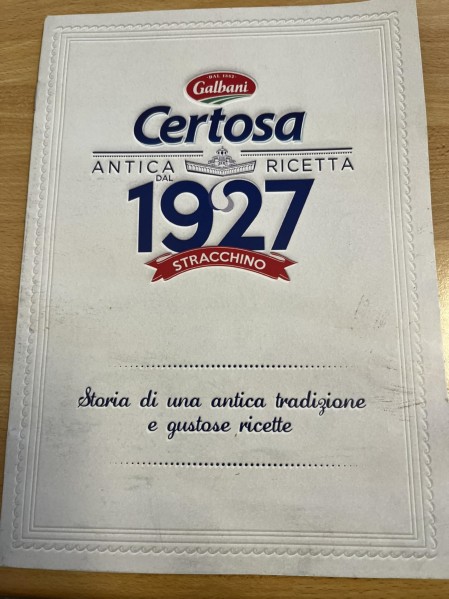 DAL 1882
Galbani
Certosa
ANTICA RICETTA
DAL
1927
STRACCHINO
Storia di una antica tradizione
e gustose ricette